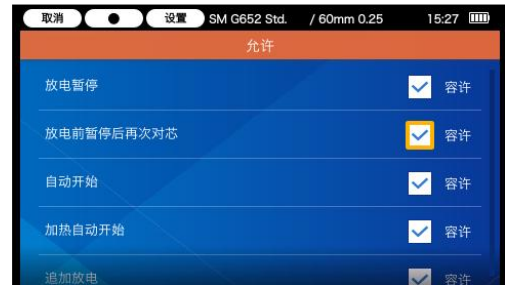 取消 ● 设置 SM G652 Std. / 60mm 0.25 15:27
允许
放电暂停 容许
放电前暂停后再次对芯 容许
自动开始 容许
加热自动开始 容许
追加放电 容许